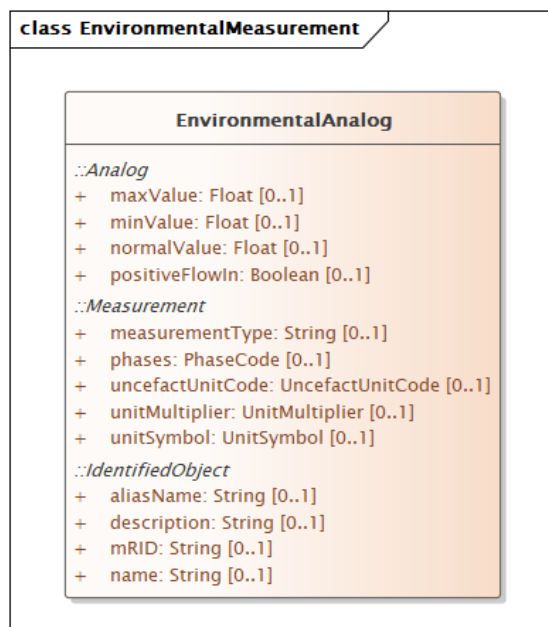 class EnvironmentalMeasurement
EnvironmentalAnalog
::Analog
+ maxValue: Float [0..1]
+ minValue: Float [0..1]
+ normalValue: Float [0..1]
+ positiveFlowIn: Boolean [0..1]
::Measurement
+ measurementType: String [0..1]
+ phases: PhaseCode [0..1]
+ uncefactUnitCode: UncefactUnitCode [0..1]
+ unitMultiplier: UnitMultiplier [0..1]
+ unitSymbol: UnitSymbol [0..1]
::IdentifiedObject
+ aliasName: String [0..1]
+ description: String [0..1]
+ mRID: String [0..1]
+ name: String [0..1]